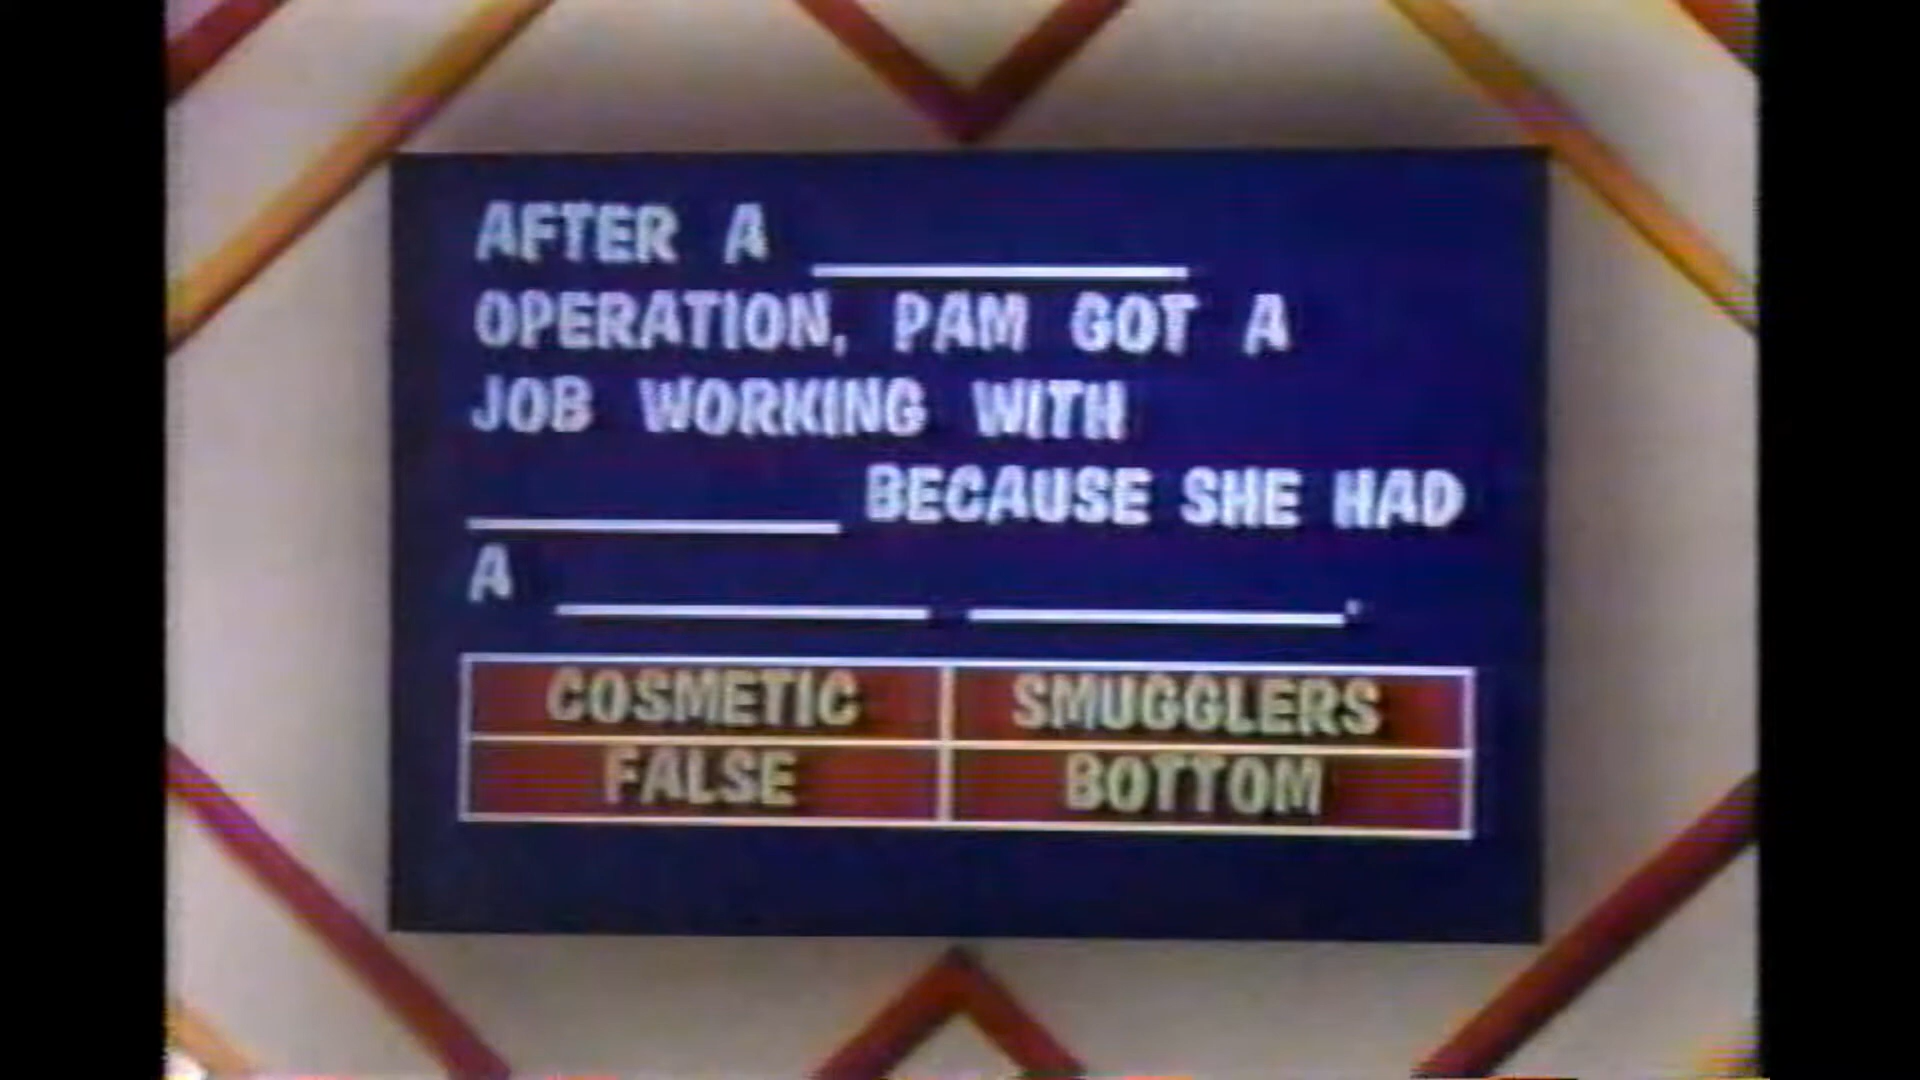 AFTER A ________
OPERATION, PAM GOT A
JOB WORKING WITH
________ BECAUSE SHE HAD
A ________ ________.
COSMETIC SMUGGLERS
FALSE BOTTOM